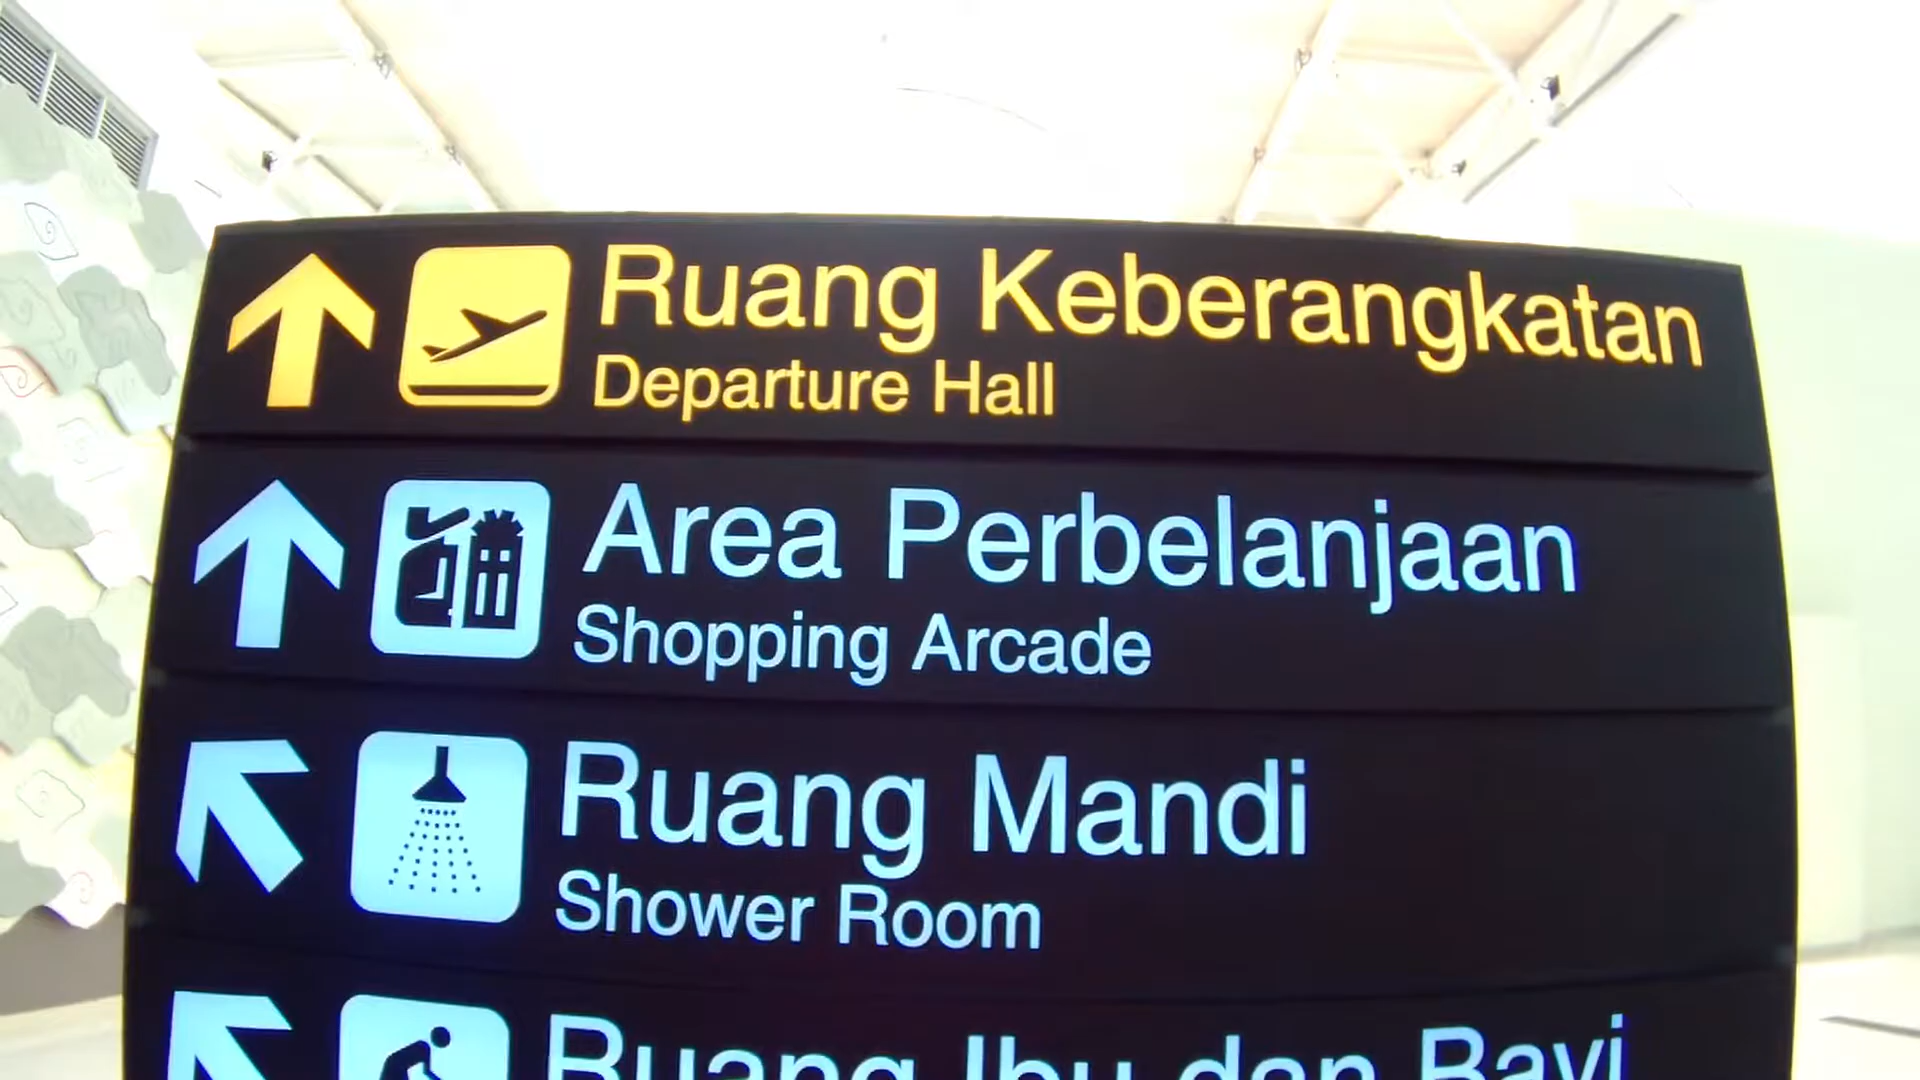 Ruang Keberangkatan
Departure Hall
Area Perbelanjaan
Shopping Arcade
Ruang Mandi
Shower Room
Ruang Ibu dan Bayi